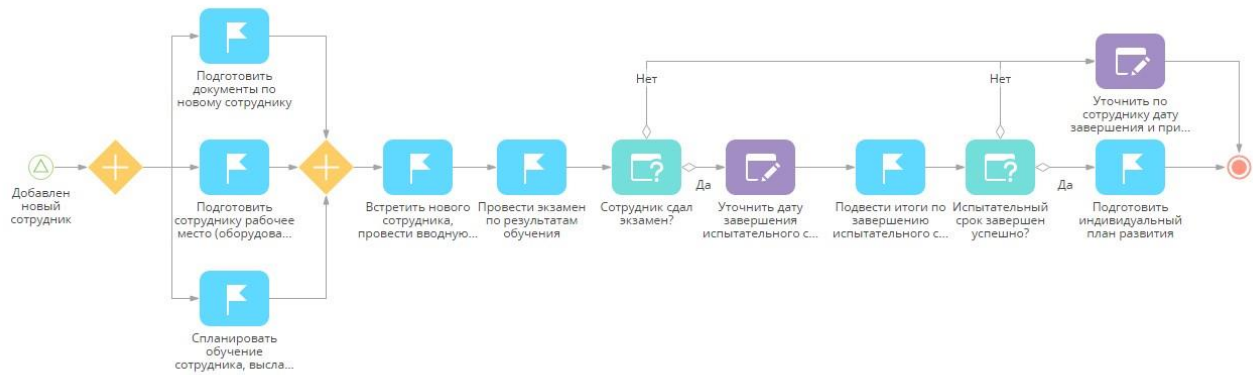 Подготовить
документы по
новому сотруднику
Нет
Нет
Уточнить по
сотруднику дату
завершения и при...
Добавлен
новый
сотрудник
Подготовить
сотруднику рабочее
место (оборудова...
Встретить нового
сотрудника,
провести вводную...
Провести экзамен
по результатам
обучения
Сотрудник сдал
экзамен?
Да
Уточнить дату
завершения
испытательного с...
Подвести итоги по
завершению
испытательного с...
Испытательный
срок завершен
успешно?
Да
Подготовить
индивидуальный
план развития
Спланировать
обучение
сотрудника, высла...